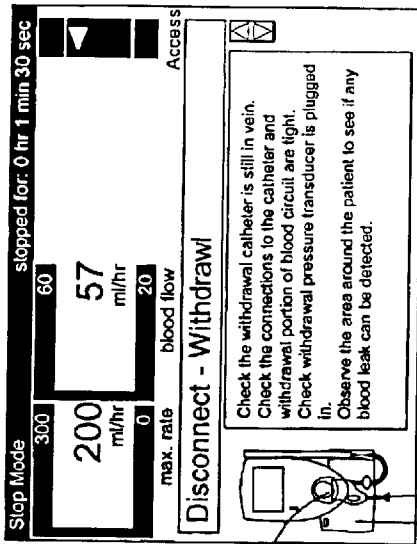 Stop Mode stopped for: 0 hr 1 min 30 sec
300 60
200 57
ml/hr ml/hr
0 20
max. rate blood flow Access
Disconnect - Withdrawl
Check the withdrawal catheter is still in vein.
Check the connections to the catheter and
withdrawal portion of blood circuit are tight.
Check withdrawal pressure transducer is plugged
in.
Observe the area around the patient to see if any
blood leak can be detected.